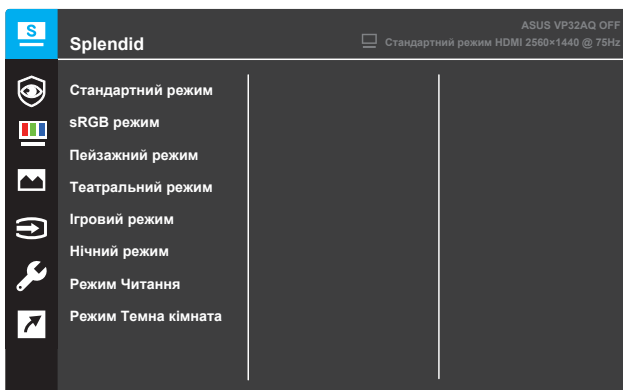 S
ASUS VP32AQ OFF
Splendid
Стандартний режим HDMI 2560×1440 @ 75Hz
Стандартний режим
sRGB режим
Пейзажний режим
Театральний режим
Ігровий режим
Нічний режим
Режим Читання
Режим Темна кімната